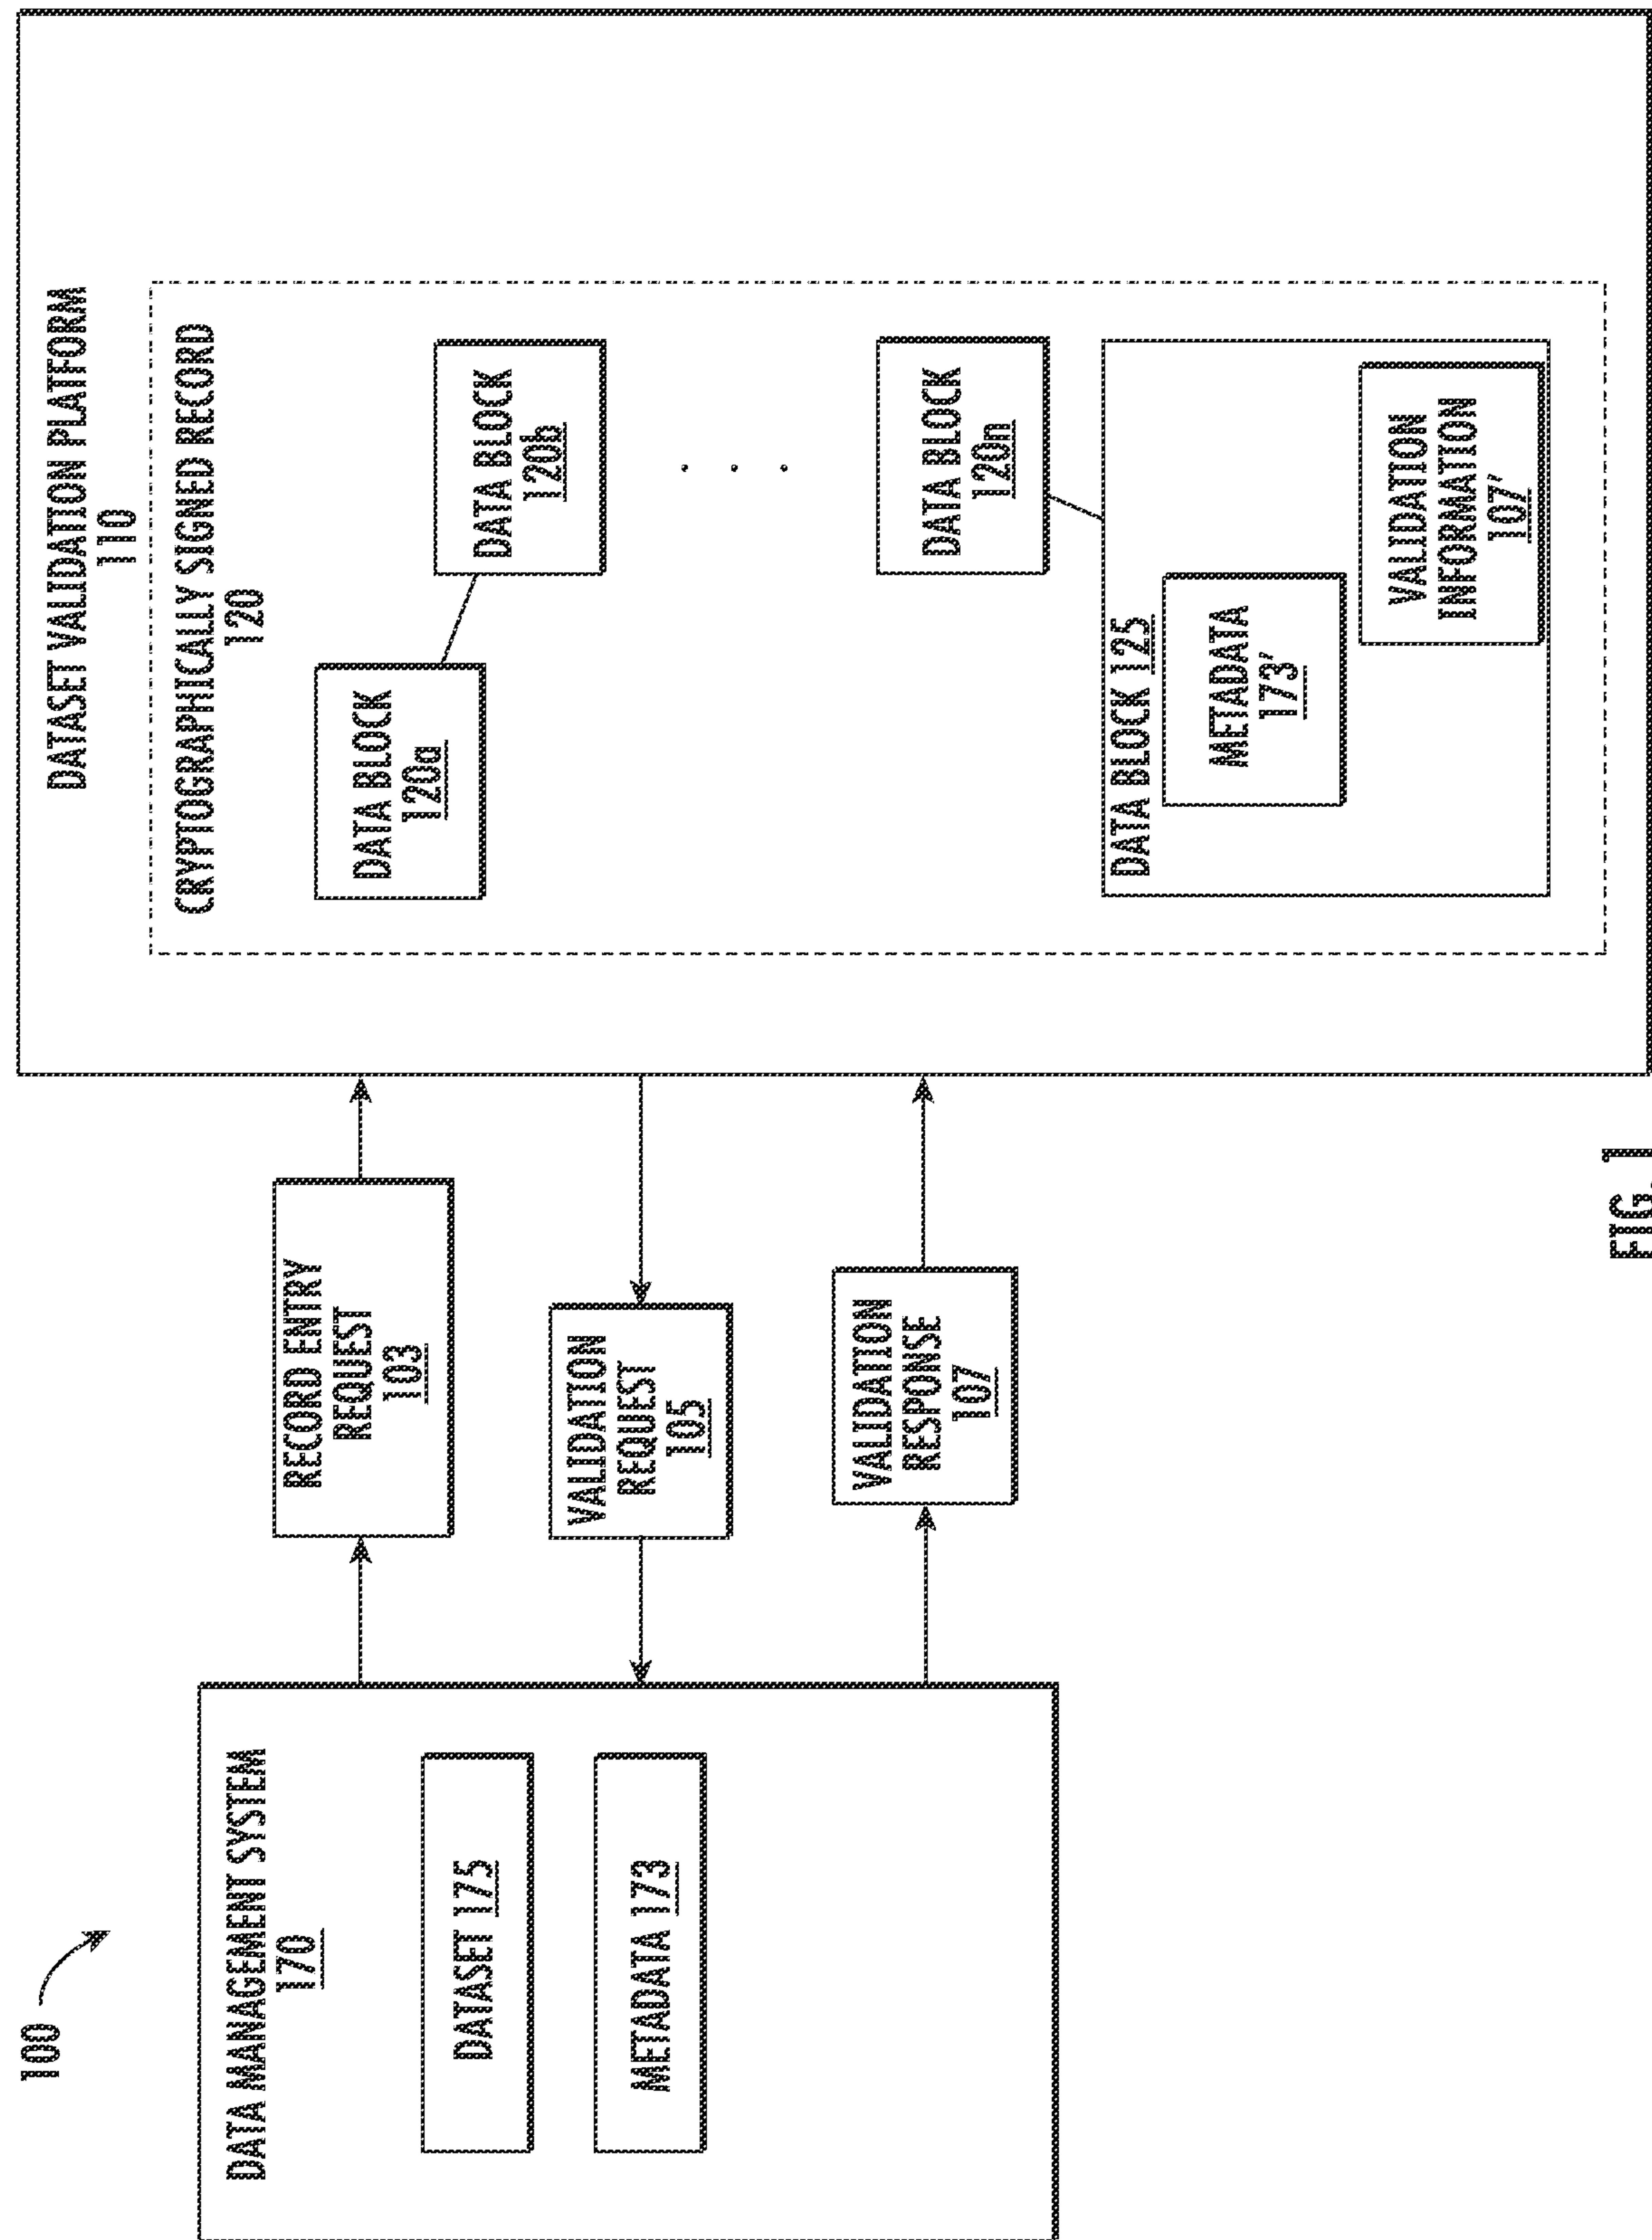 100
DATA MANAGEMENT SYSTEM
170
DATASET 175
METADATA 173
RECORD ENTRY
REQUEST
103
VALIDATION
REQUEST
105
VALIDATION
RESPONSE
107
DATASET VALIDATION PLATFORM
110
CRYPTOGRAPHICALLY SIGNED RECORD
120
DATA BLOCK
120a
DATA BLOCK
120b
. . .
DATA BLOCK
120n
DATA BLOCK 125
METADATA
173'
VALIDATION
INFORMATION
107'
FIG. 1